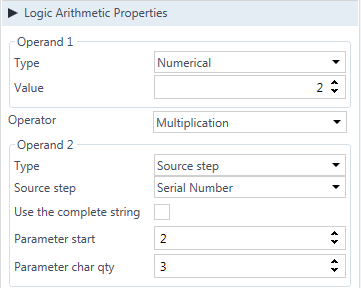 Logic Arithmetic Properties
Operand 1
Type Numerical
Value 2
Operator Multiplication
Operand 2
Type Source step
Source step Serial Number
Use the complete string
Parameter start 2
Parameter char qty 3